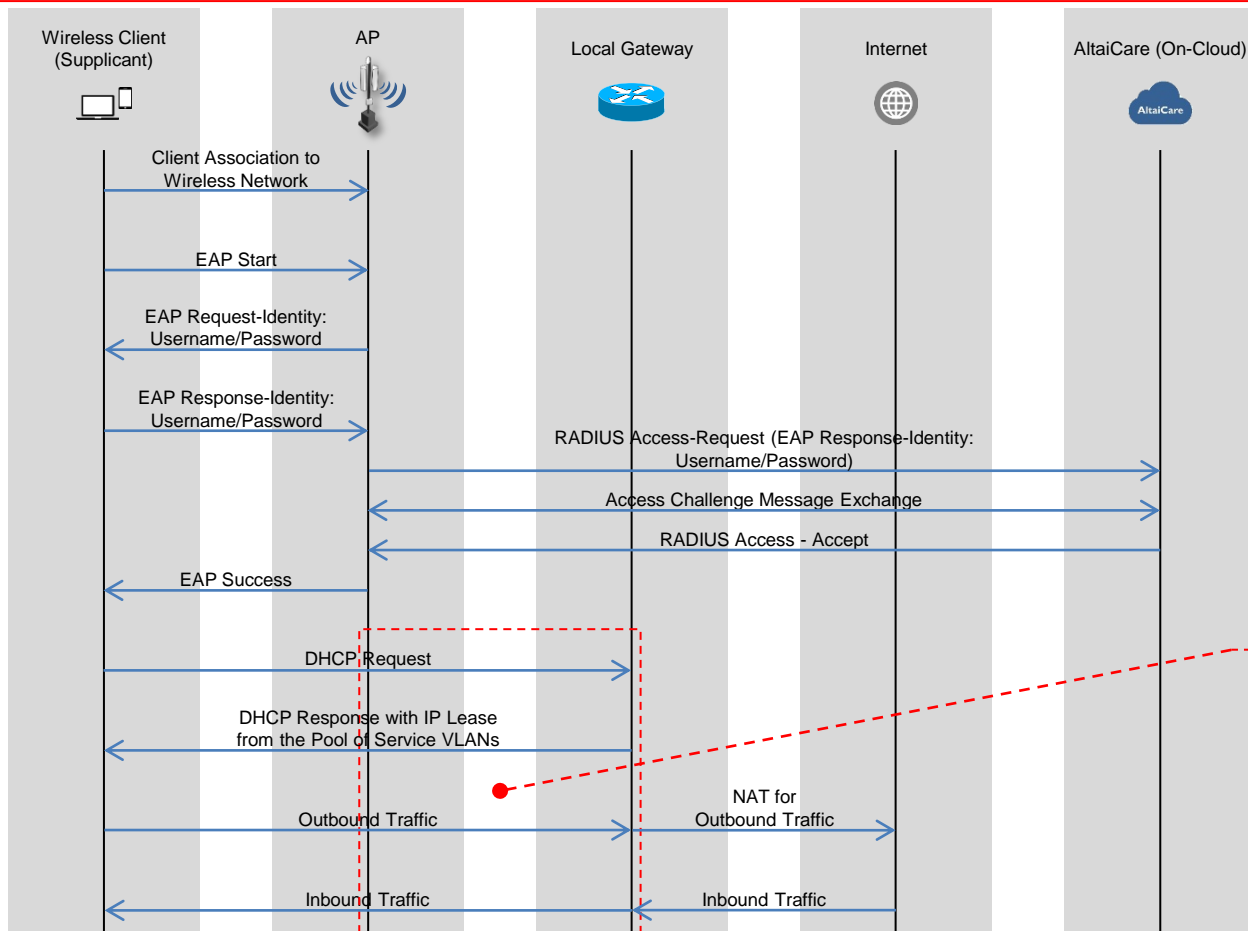 Wireless Client
(Supplicant)
AP
Local Gateway
Internet
AltaiCare (On-Cloud)
AltaiCare
Client Association to
Wireless Network
EAP Start
EAP Request-Identity:
Username/Password
EAP Response-Identity:
Username/Password
RADIUS Access-Request (EAP Response-Identity:
Username/Password)
Access Challenge Message Exchange
RADIUS Access - Accept
EAP Success
DHCP Request
DHCP Response with IP Lease
from the Pool of Service VLANs
NAT for
Outbound Traffic
Outbound Traffic
Inbound Traffic
Inbound Traffic